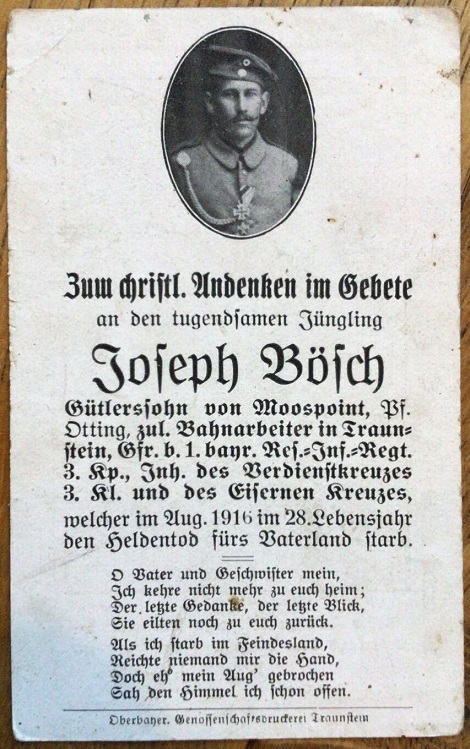 Zum christl. Andenken im Gebete
an den tugendsamen Jüngling
Joseph Bösch
Gütlerssohn von Moospoint, Pf.
Otting, zul. Bahnarbeiter in Traun-
stein, Gfr. b. 1. bayr. Res.-Inf.-Regt.
3. Kp., Inh. des Verdienstkreuzes
3. Kl. und des Eisernen Kreuzes,
welcher im Aug. 1916 im 28. Lebensjahr
den Heldentod fürs Vaterland starb.
O Vater und Geschwister mein,
Ich kehre nicht mehr zu euch heim;
Der letzte Gedanke, der letzte Blick,
Sie eilten noch zu euch zurück.
Als ich starb im Feindesland,
Reichte niemand mir die Hand,
Doch eh' mein Aug' gebrochen
Sah den Himmel ich schon offen.
Oberbayer. Genossenschaftsdruckerei Traunstein